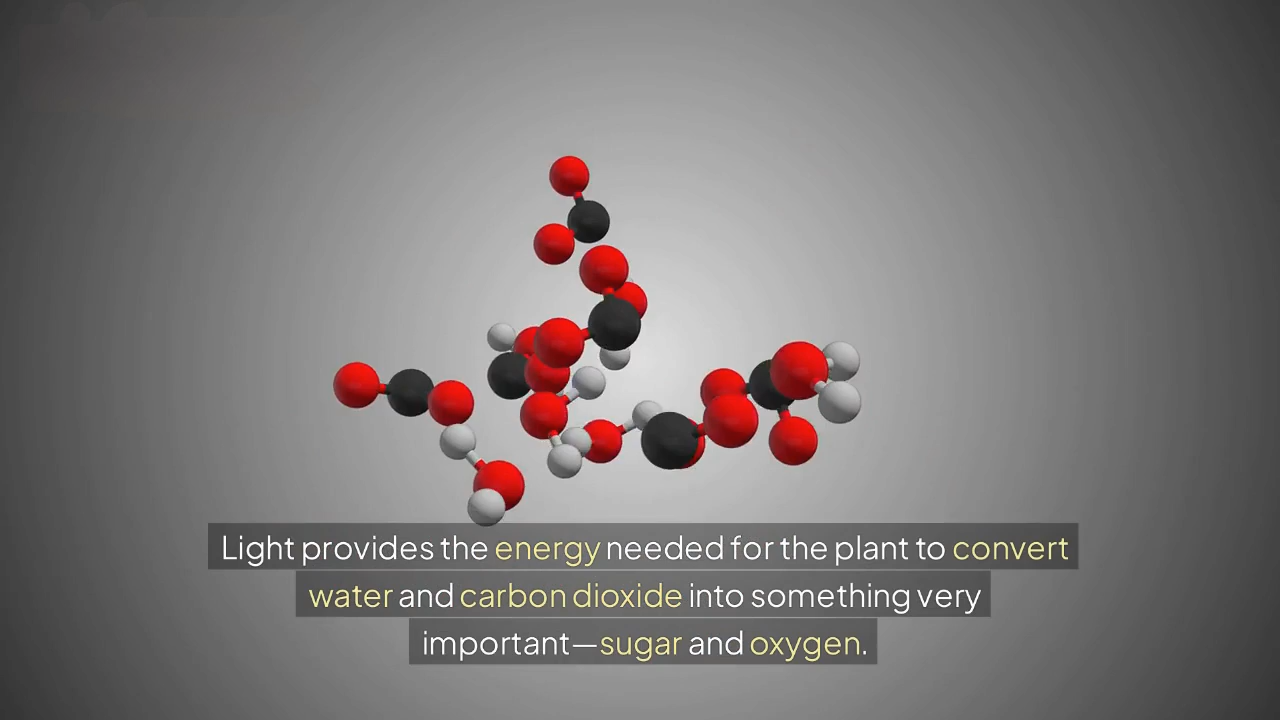 Light provides the energy needed for the plant to convert
water and carbon dioxide into something very
important—sugar and oxygen.